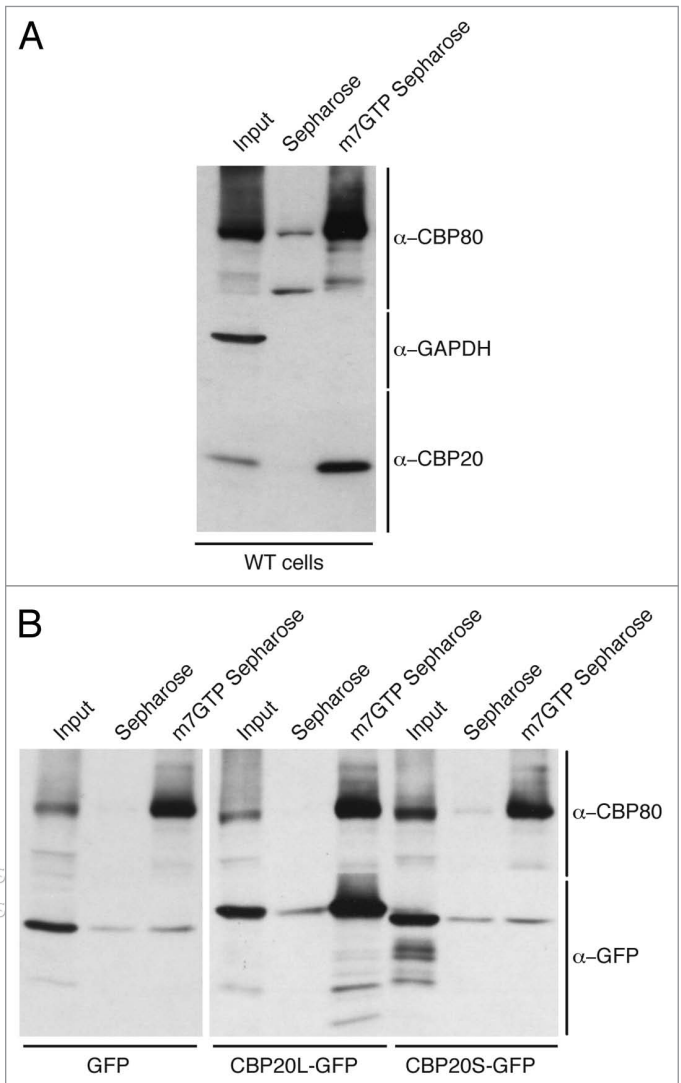 A
Input
Sepharose
m7GTP Sepharose
α–CBP80
α–GAPDH
α–CBP20
WT cells
B
Input
Sepharose
m7GTP Sepharose
Input
Sepharose
m7GTP Sepharose
Input
Sepharose
m7GTP Sepharose
α–CBP80
α–GFP
GFP
CBP20L-GFP
CBP20S-GFP